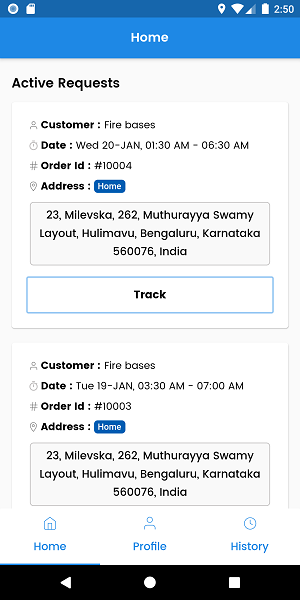 2:50
Home
Active Requests
Customer : Fire bases
Date : Wed 20-JAN, 01:30 AM - 06:30 AM
Order Id : #10004
Address : Home
23, Milevska, 262, Muthurayya Swamy
Layout, Hulimavu, Bengaluru, Karnataka
560076, India
Track
Customer : Fire bases
Date : Tue 19-JAN, 03:30 AM - 07:00 AM
Order Id : #10003
Address : Home
23, Milevska, 262, Muthurayya Swamy
Layout, Hulimavu, Bengaluru, Karnataka
560076, India
Home Profile History